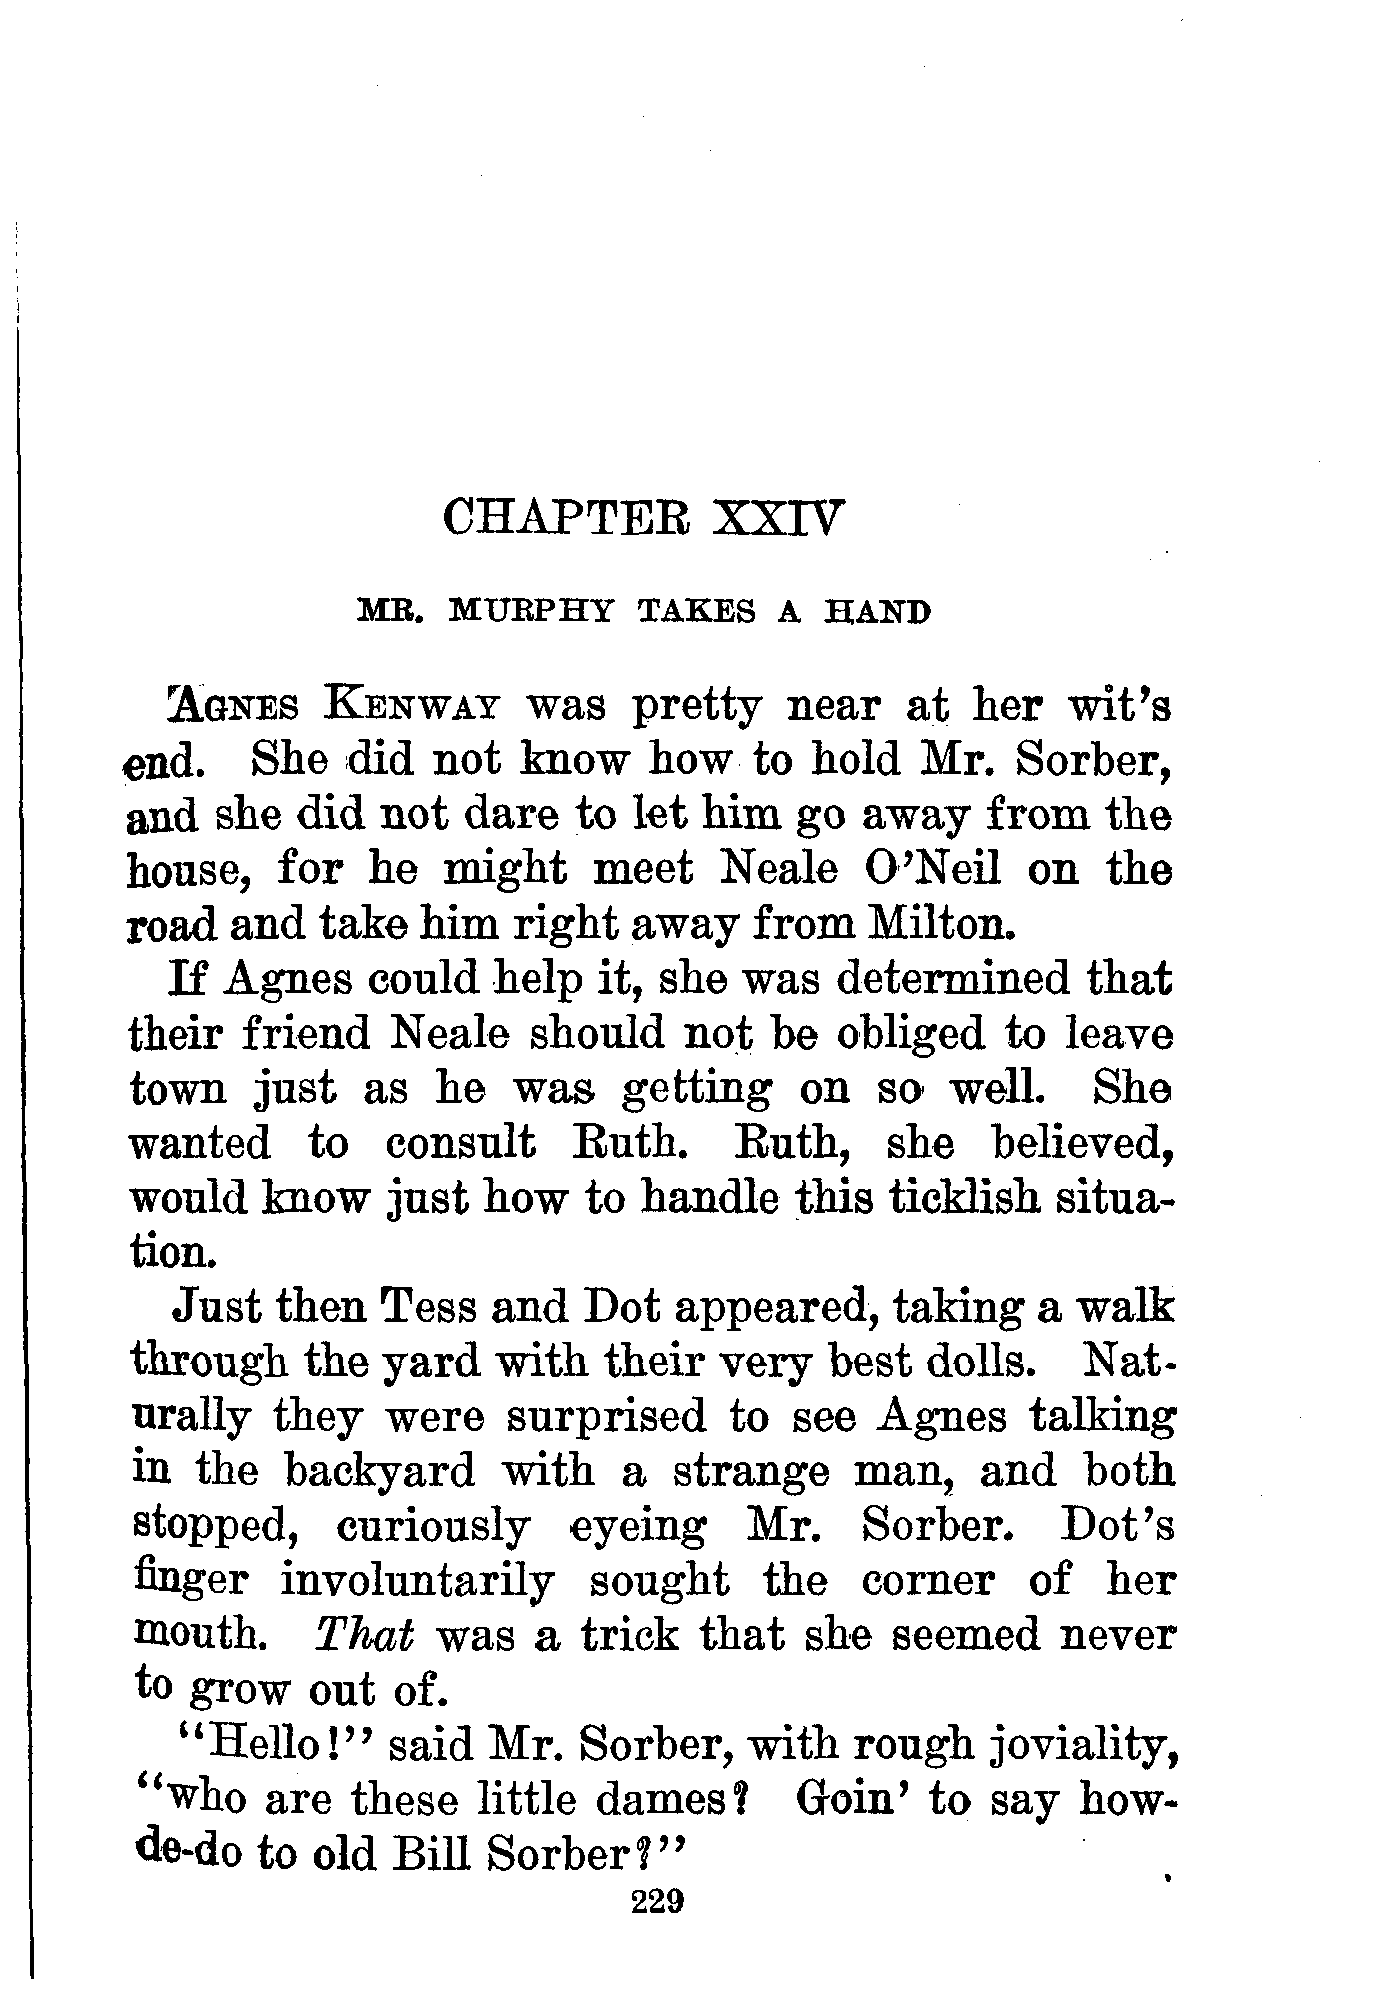 CHAPTER XXIV
MR. MURPHY TAKES A HAND
AGNES KENWAY was pretty near at her wit's
end. She did not know how to hold Mr. Sorber,
and she did not dare to let him go away from the
house, for he might meet Neale O'Neil on the
road and take him right away from Milton.
If Agnes could help it, she was determined that
their friend Neale should not be obliged to leave
town just as he was getting on so well. She
wanted to consult Ruth. Ruth, she believed,
would know just how to handle this ticklish situa-
tion.
Just then Tess and Dot appeared, taking a walk
through the yard with their very best dolls. Nat-
urally they were surprised to see Agnes talking
in the backyard with a strange man, and both
stopped, curiously eyeing Mr. Sorber. Dot's
finger involuntarily sought the corner of her
mouth. That was a trick that she seemed never
to grow out of.
"Hello!" said Mr. Sorber, with rough joviality,
"who are these little dames? Goin' to say how-
de-do to old Bill Sorber?"
229